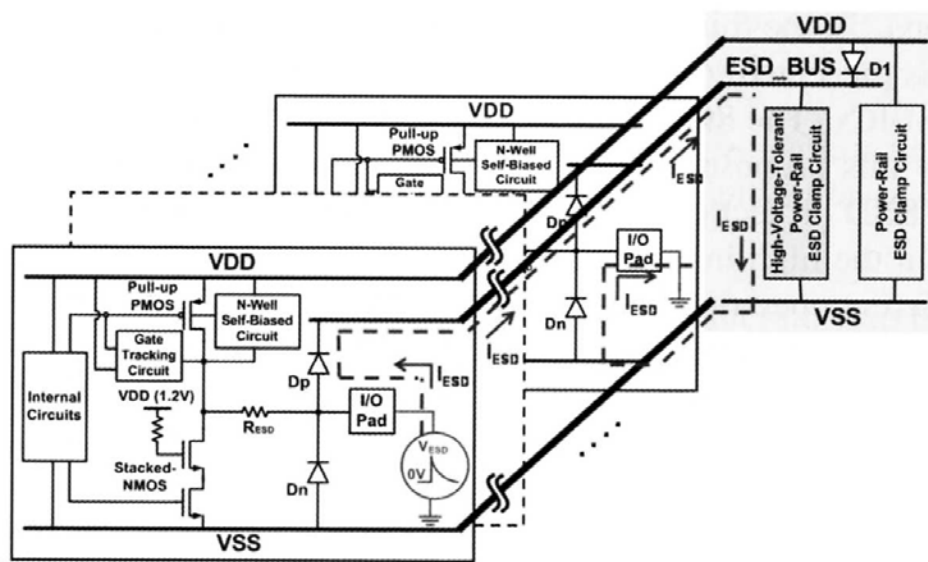 VDD
ESD_BUS
D1
High-Voltage-Tolerant
Power-Rail
ESD Clamp Circuit
Power-Rail
ESD Clamp Circuit
VSS
IESD
IESD
VDD
Pull-up
PMOS
N-Well
Self-Biased
Circuit
Gate
Dp
I/O
Pad
Dn
IESD
IESD
VDD
Pull-up
PMOS
N-Well
Self-Biased
Circuit
Gate
Tracking
Circuit
Internal
Circuits
VDD (1.2V)
Stacked-
NMOS
RESD
Dp
Dn
I/O
Pad
IESD
VESD
0V
VSS